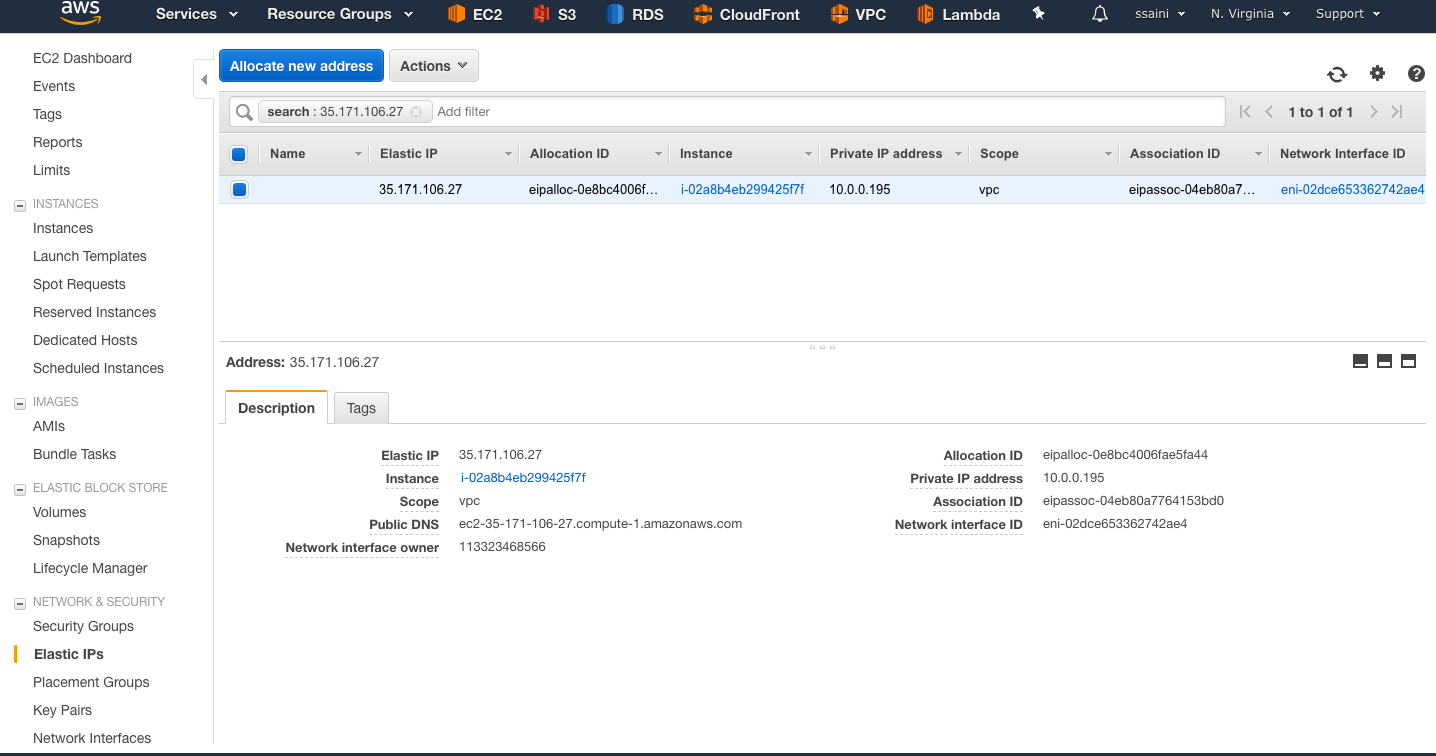 aws Services Resource Groups EC2 S3 RDS CloudFront VPC Lambda ssaini N. Virginia Support
EC2 Dashboard
Events
Tags
Reports
Limits
INSTANCES
Instances
Launch Templates
Spot Requests
Reserved Instances
Dedicated Hosts
Scheduled Instances
IMAGES
AMIs
Bundle Tasks
ELASTIC BLOCK STORE
Volumes
Snapshots
Lifecycle Manager
NETWORK & SECURITY
Security Groups
Elastic IPs
Placement Groups
Key Pairs
Network Interfaces
Allocate new address Actions
search : 35.171.106.27 Add filter 1 to 1 of 1
Name Elastic IP Allocation ID Instance Private IP address Scope Association ID Network Interface ID
35.171.106.27 eipalloc-0e8bc4006f... i-02a8b4eb299425f7f 10.0.0.195 vpc eipassoc-04eb80a7... eni-02dce653362742ae4
Address: 35.171.106.27
Description Tags
Elastic IP 35.171.106.27 Allocation ID eipalloc-0e8bc4006fae5fa44
Instance i-02a8b4eb299425f7f Private IP address 10.0.0.195
Scope vpc Association ID eipassoc-04eb80a7764153bd0
Public DNS ec2-35-171-106-27.compute-1.amazonaws.com Network interface ID eni-02dce653362742ae4
Network interface owner 113323468566